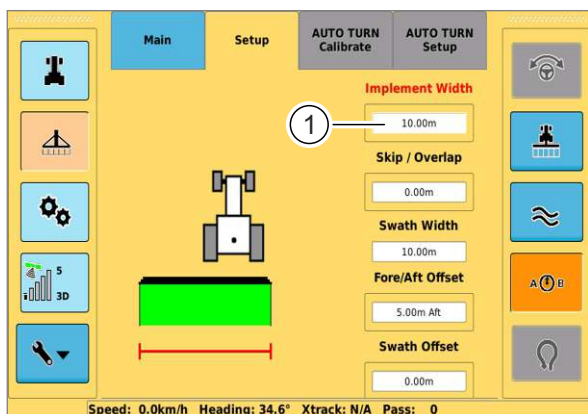 Main
Setup
AUTO TURN
Calibrate
AUTO TURN
Setup
Implement Width
1
10.00m
Skip / Overlap
0.00m
Swath Width
10.00m
Fore/Aft Offset
5.00m Aft
Swath Offset
0.00m
5
3D
A B
Speed: 0.0km/h Heading: 34.6° Xtrack: N/A Pass: 0